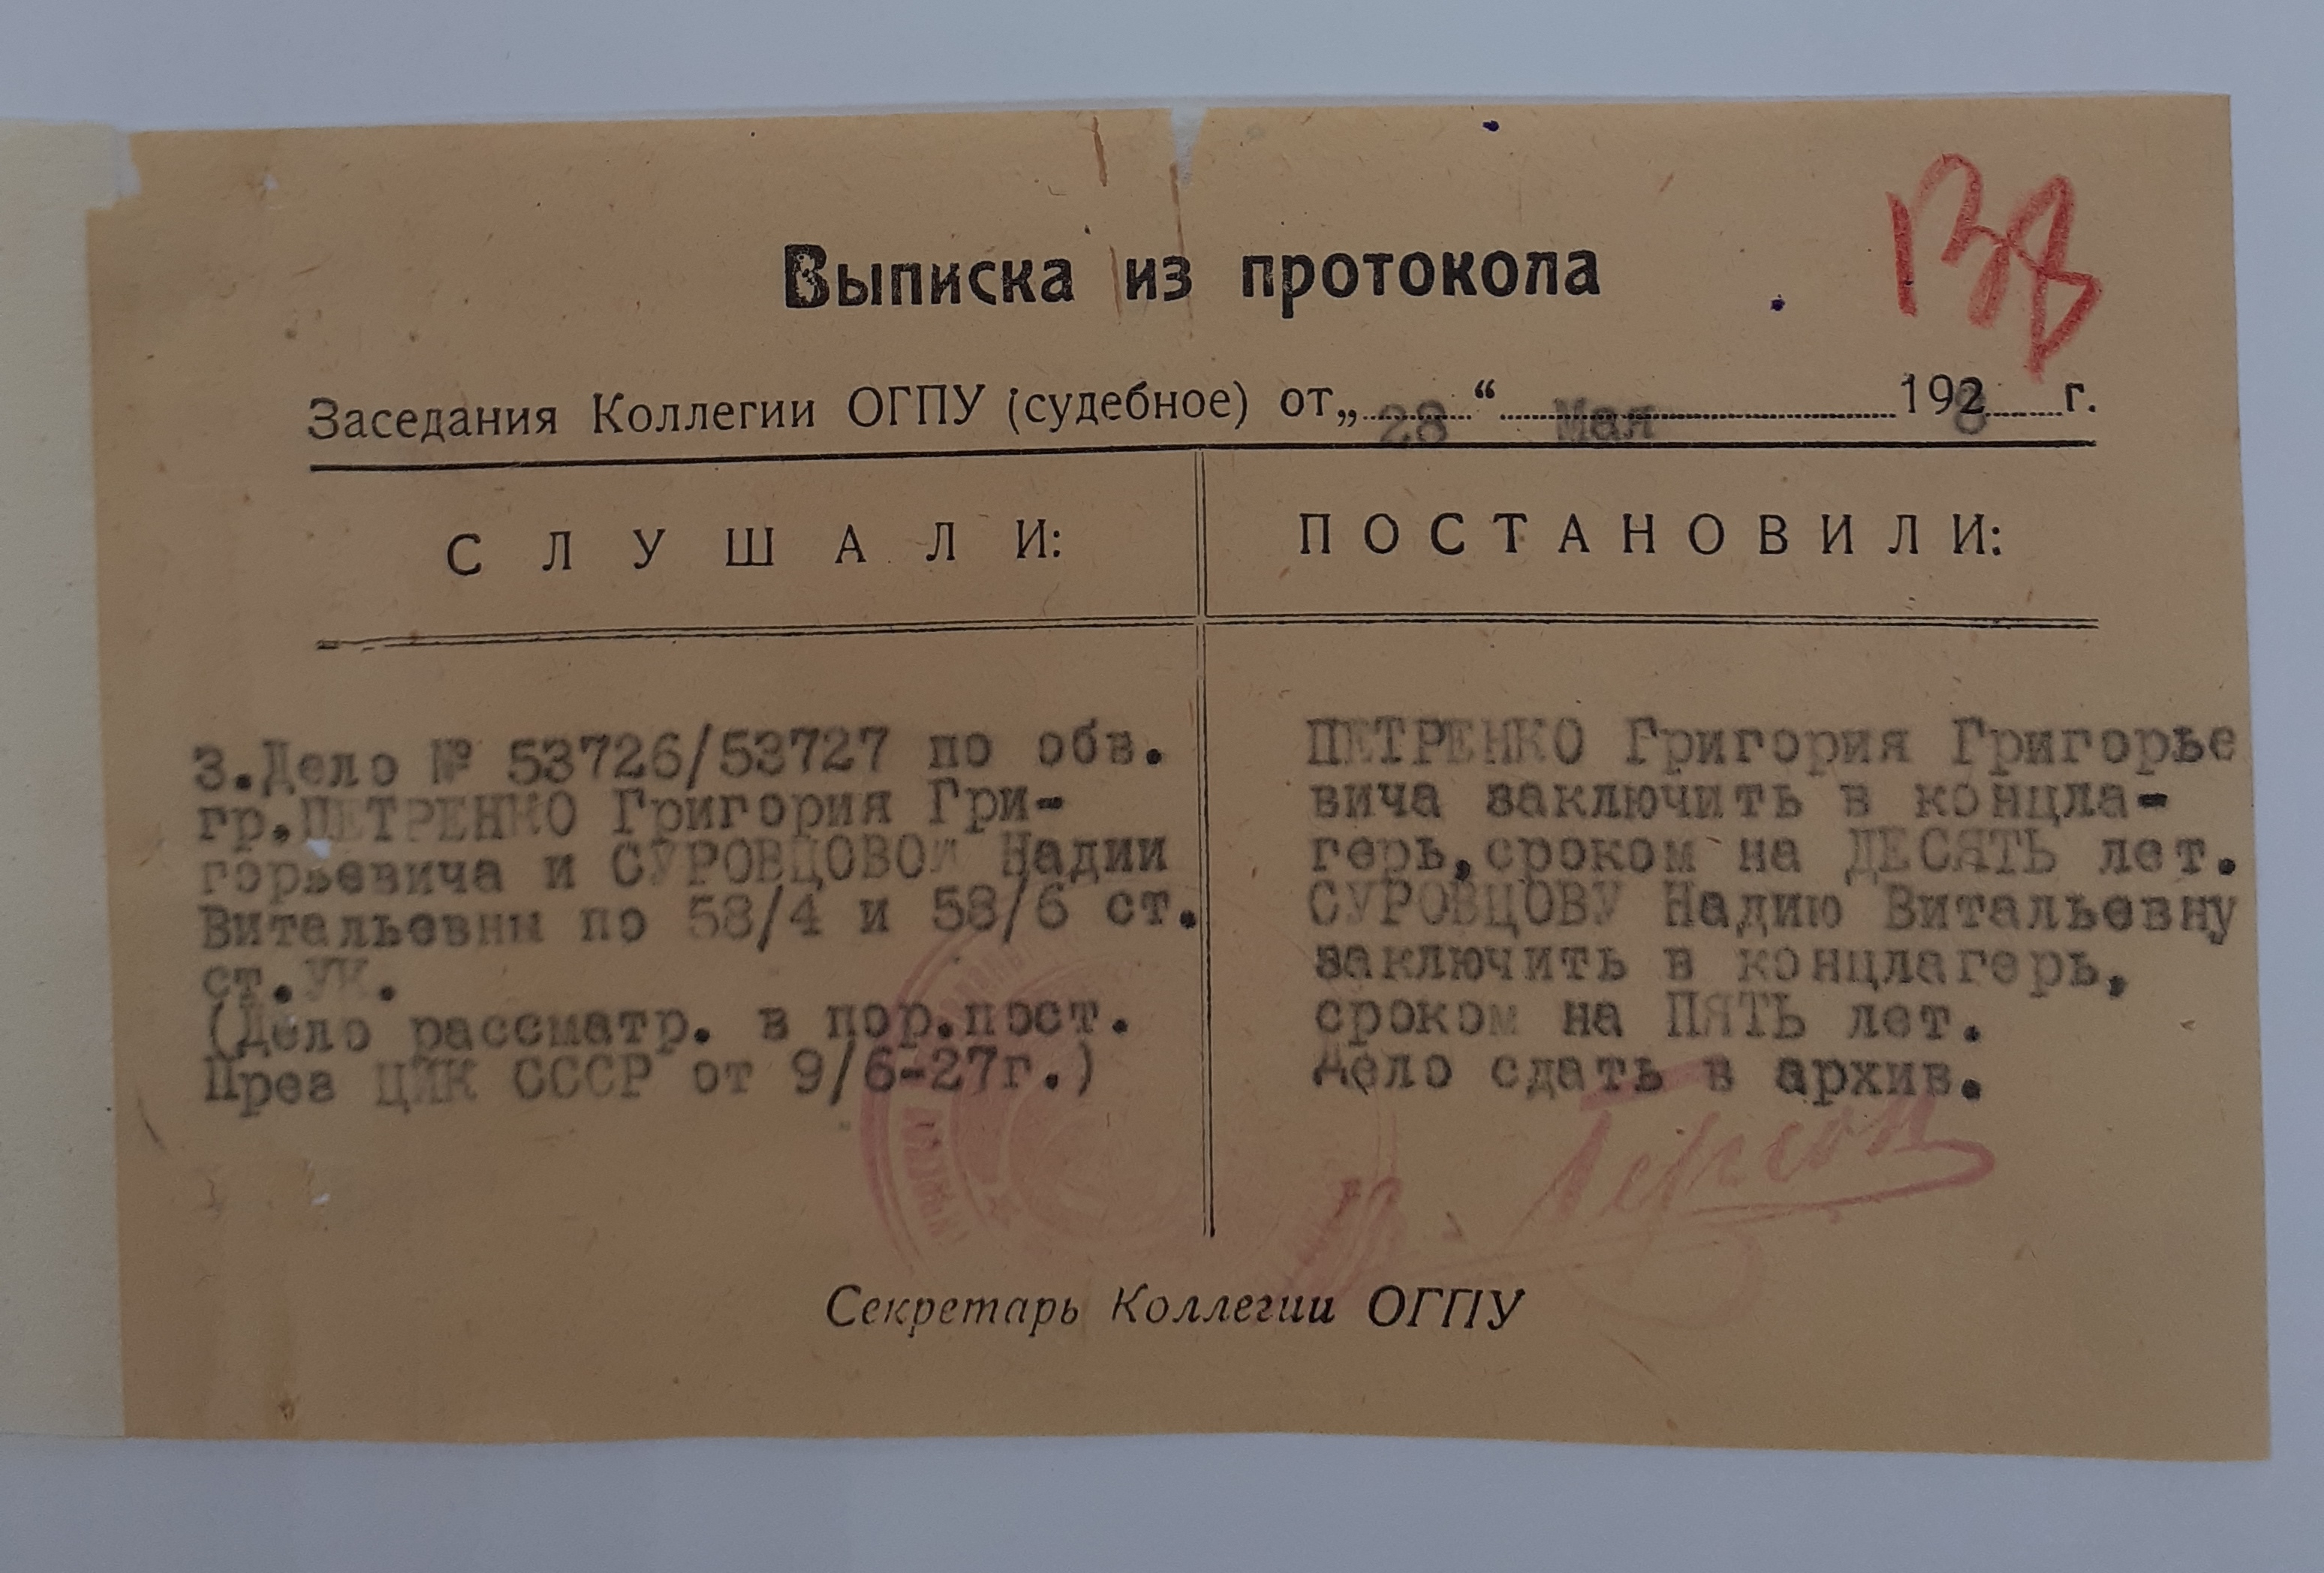 Выписка из протокола
Заседания Коллегии ОГПУ (судебное) от „28“ Мая 1928 г.
СЛУШАЛИ:
3.Дело № 53726/53727 по обв.
гр.ПЕТРЕНКО Григория Гри-
горьевича и СУРОВЦОВОЙ Надии
Витальевны по 58/4 и 58/6 ст.
ст.УК.
(Дело рассматр. в пор.пост.
През ЦИК СССР от 9/6-27г.)
ПОСТАНОВИЛИ:
ПЕТРЕНКО Григория Григорье
вича заключить в концла-
герь,сроком на ДЕСЯТЬ лет.
СУРОВЦОВУ Надию Витальевну
заключить в концлагерь,
сроком на ПЯТЬ лет.
Дело сдать в архив.
Герсон
Секретарь Коллегии ОГПУ